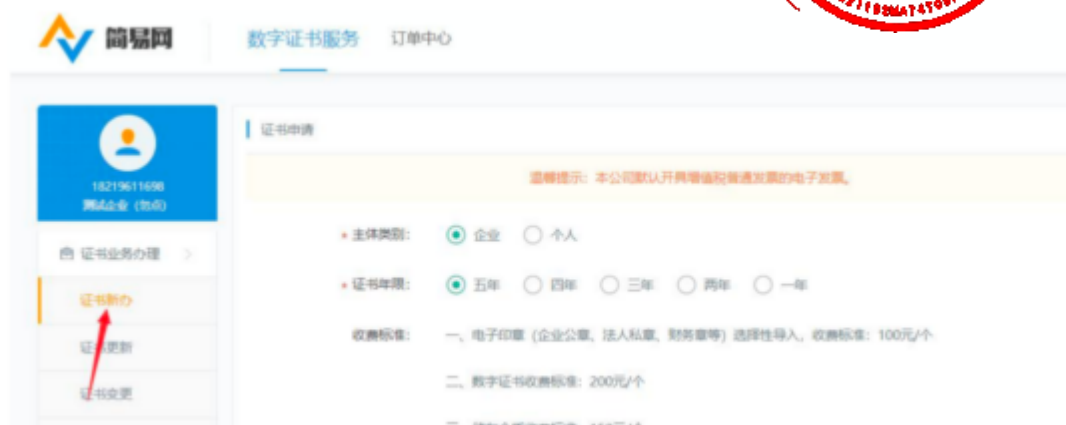 简易网
数字证书服务 订单中心
证书申请
18219611698
测试企业（勿点）
温馨提示：本公司默认开具增值税普通发票的电子发票。
* 主体类别： 企业 个人
证书业务办理
* 证书年限： 五年 四年 三年 两年 一年
证书新办
收费标准： 一、电子印章（企业公章、法人私章、财务章等）选择性导入，收费标准：100元/个
证书更新
二、数字证书收费标准：200元/个
证书变更